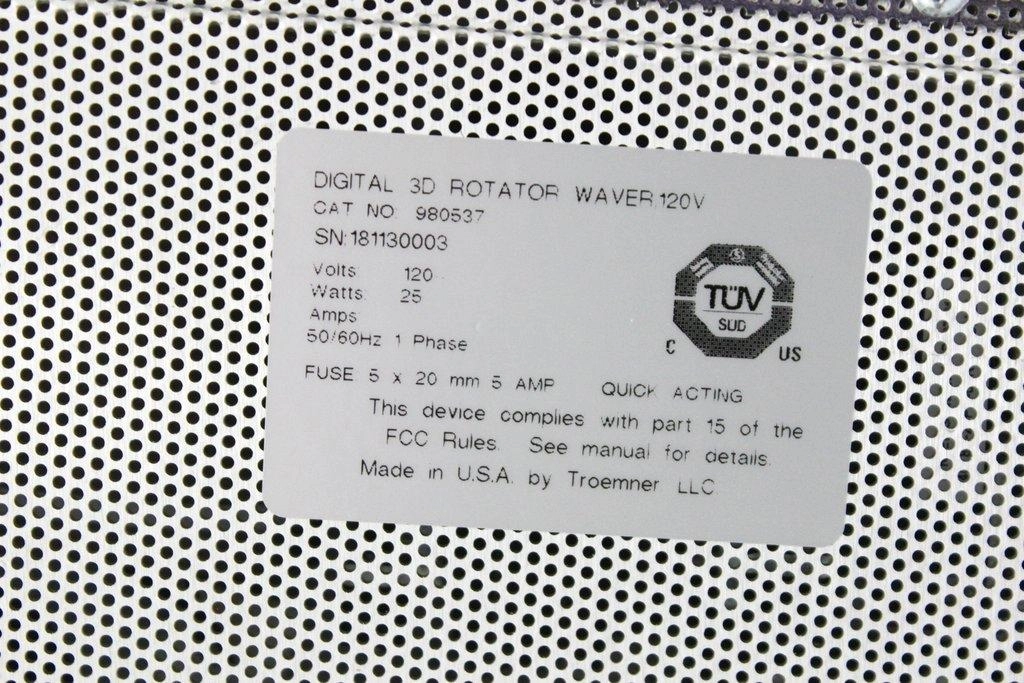 DIGITAL 3D ROTATOR WAVER,120V
CAT NO: 980537
SN:181130003
Volts: 120
Watts: 25
Amps:
50/60Hz 1 Phase
FUSE 5 x 20 mm 5 AMP QUICK ACTING
This device complies with part 15 of the
FCC Rules. See manual for details.
Made in U.S.A. by Troemner LLC
TÜV
SUD
C US